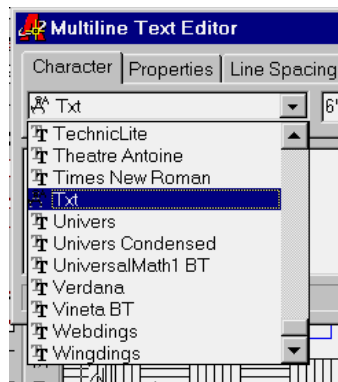 Multiline Text Editor
Character Properties Line Spacing
Txt 6'
TechnicLite
Theatre Antoine
Times New Roman
Txt
Univers
Univers Condensed
UniversalMath1 BT
Verdana
Vineta BT
Webdings
Wingdings